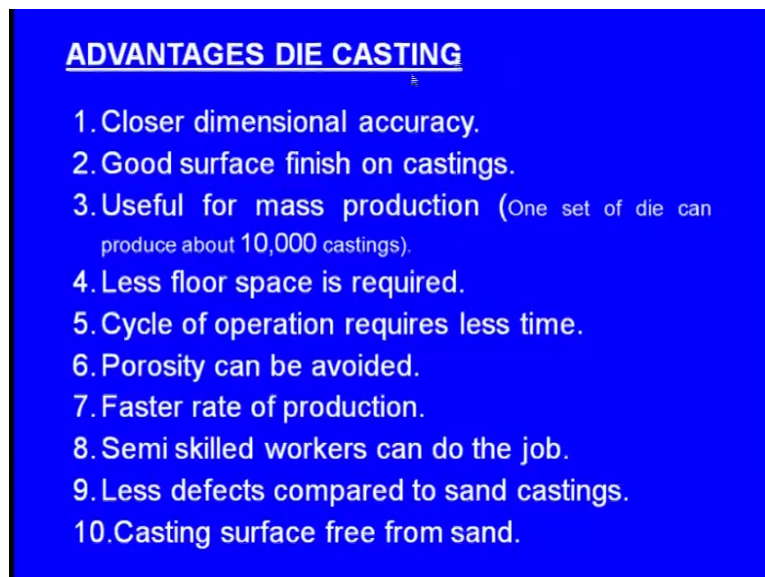 ADVANTAGES DIE CASTING
1. Closer dimensional accuracy.
2. Good surface finish on castings.
3. Useful for mass production (One set of die can
produce about 10,000 castings).
4. Less floor space is required.
5. Cycle of operation requires less time.
6. Porosity can be avoided.
7. Faster rate of production.
8. Semi skilled workers can do the job.
9. Less defects compared to sand castings.
10.Casting surface free from sand.